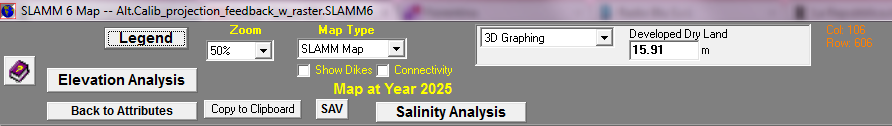 SLAMM 6 Map -- Alt.Calib_projection_feedback_w_raster.SLAMM6
Legend
Zoom
50%
Map Type
SLAMM Map
Show Dikes
Connectivity
3D Graphing
Developed Dry Land
15.91 m
Col: 106
Row: 606
Elevation Analysis
Map at Year 2025
Back to Attributes
Copy to Clipboard
SAV
Salinity Analysis